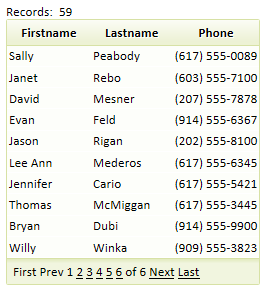 Records: 59
Firstname Lastname Phone
Sally Peabody (617) 555-0089
Janet Rebo (603) 555-7100
David Mesner (207) 555-7878
Evan Feld (914) 555-6367
Jason Rigan (202) 555-8100
Lee Ann Mederos (617) 555-6345
Jennifer Cario (617) 555-5421
Thomas McMiggan (617) 555-3445
Bryan Dubi (914) 555-9900
Willy Winka (909) 555-3823
First Prev 1 2 3 4 5 6 of 6 Next Last